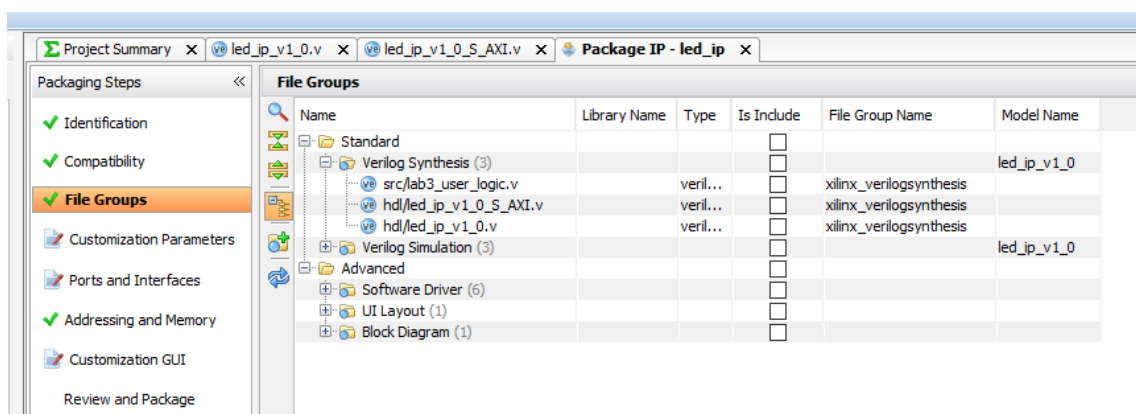 Project Summary led_ip_v1_0.v led_ip_v1_0_S_AXI.v Package IP - led_ip
Packaging Steps
Identification
Compatibility
File Groups
Customization Parameters
Ports and Interfaces
Addressing and Memory
Customization GUI
Review and Package
File Groups
Name Library Name Type Is Include File Group Name Model Name
Standard
Verilog Synthesis (3) led_ip_v1_0
src/lab3_user_logic.v veril... xilinx_verilogsynthesis
hdl/led_ip_v1_0_S_AXI.v veril... xilinx_verilogsynthesis
hdl/led_ip_v1_0.v veril... xilinx_verilogsynthesis
Verilog Simulation (3) led_ip_v1_0
Advanced
Software Driver (6)
UI Layout (1)
Block Diagram (1)